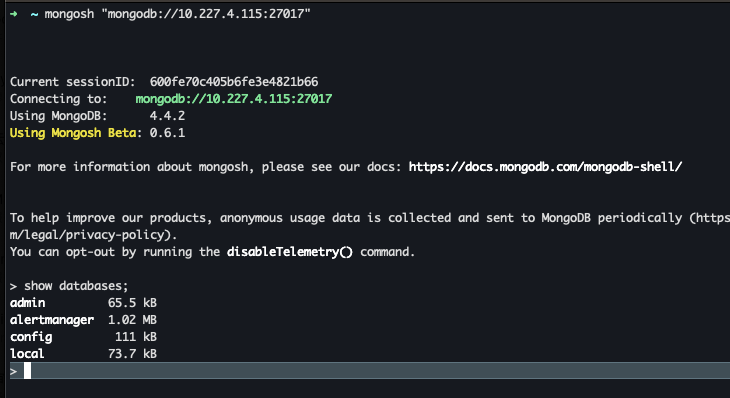 ➜ ~ mongosh "mongodb://10.227.4.115:27017"
Current sessionID: 600fe70c405b6fe3e4821b66
Connecting to: mongodb://10.227.4.115:27017
Using MongoDB: 4.4.2
Using Mongosh Beta: 0.6.1
For more information about mongosh, please see our docs: https://docs.mongodb.com/mongodb-shell/
To help improve our products, anonymous usage data is collected and sent to MongoDB periodically (https
m/legal/privacy-policy).
You can opt-out by running the disableTelemetry() command.
> show databases;
admin 65.5 kB
alertmanager 1.02 MB
config 111 kB
local 73.7 kB
>